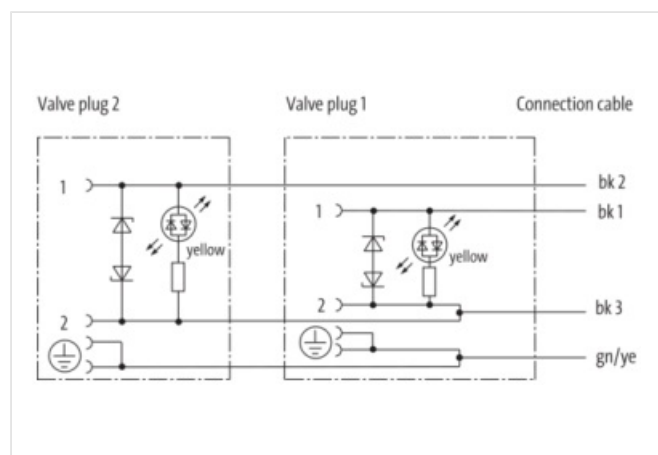 Valve plug 2
Valve plug 1
Connection cable
1
bk 2
1
bk 1
yellow
yellow
2
bk 3
2
gn/ye